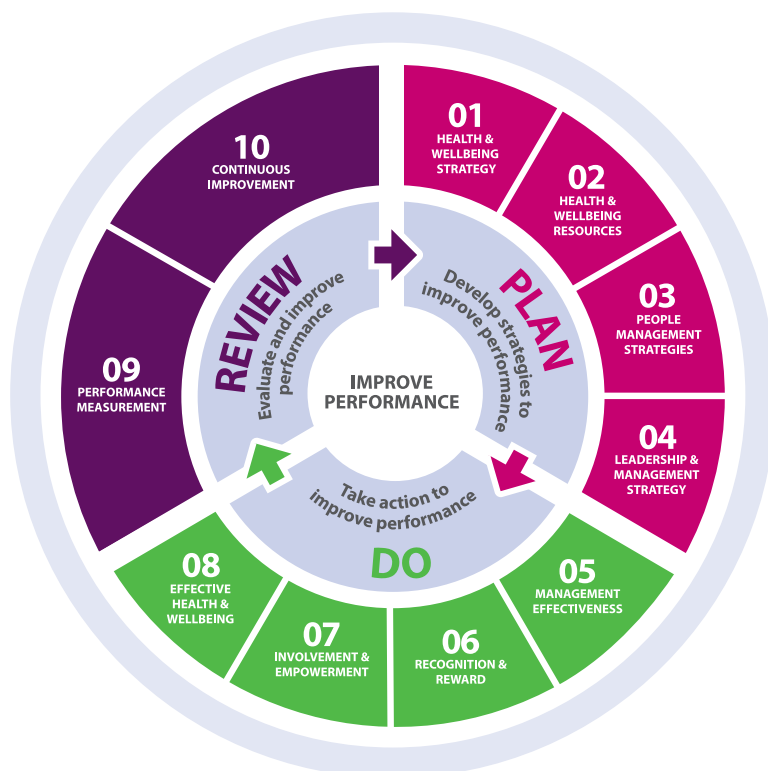 01
HEALTH &
WELLBEING
STRATEGY
02
HEALTH &
WELLBEING
RESOURCES
03
PEOPLE
MANAGEMENT
STRATEGIES
04
LEADERSHIP &
MANAGEMENT
STRATEGY
05
MANAGEMENT
EFFECTIVENESS
06
RECOGNITION &
REWARD
07
INVOLVEMENT &
EMPOWERMENT
08
EFFECTIVE
HEALTH &
WELLBEING
09
PERFORMANCE
MEASUREMENT
10
CONTINUOUS
IMPROVEMENT
PLAN
Develop strategies to
improve performance
DO
Take action to
improve performance
REVIEW
Evaluate and improve
performance
IMPROVE
PERFORMANCE